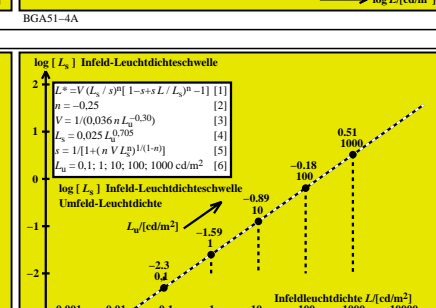 log L/[cd/m²]
BGA51–4A
log [ Lₛ ] Infeld-Leuchtdichteschwelle
2
L* =V (Lₛ / s)ⁿ[ 1–s+s L / Lₛ)ⁿ –1] [1]
n = –0,25 [2]
V = 1/(0,036 n Lᵤ^–0,30) [3]
Lₛ = 0,025 Lᵤ^0,705 [4]
s = 1/[1+( n V Lₛⁿ)^1/(1-n)] [5]
Lᵤ = 0,1; 1; 10; 100; 1000 cd/m² [6]
0.51
1000
1
0
log [ Lₛ ] Infeld-Leuchtdichteschwelle
Umfeld-Leuchtdichte
–0.18
100
Lᵤ/[cd/m²]
–0.89
10
–1
–1.59
1
–2.3
0.1
–2
Infeldleuchtdichte L/[cd/m²]